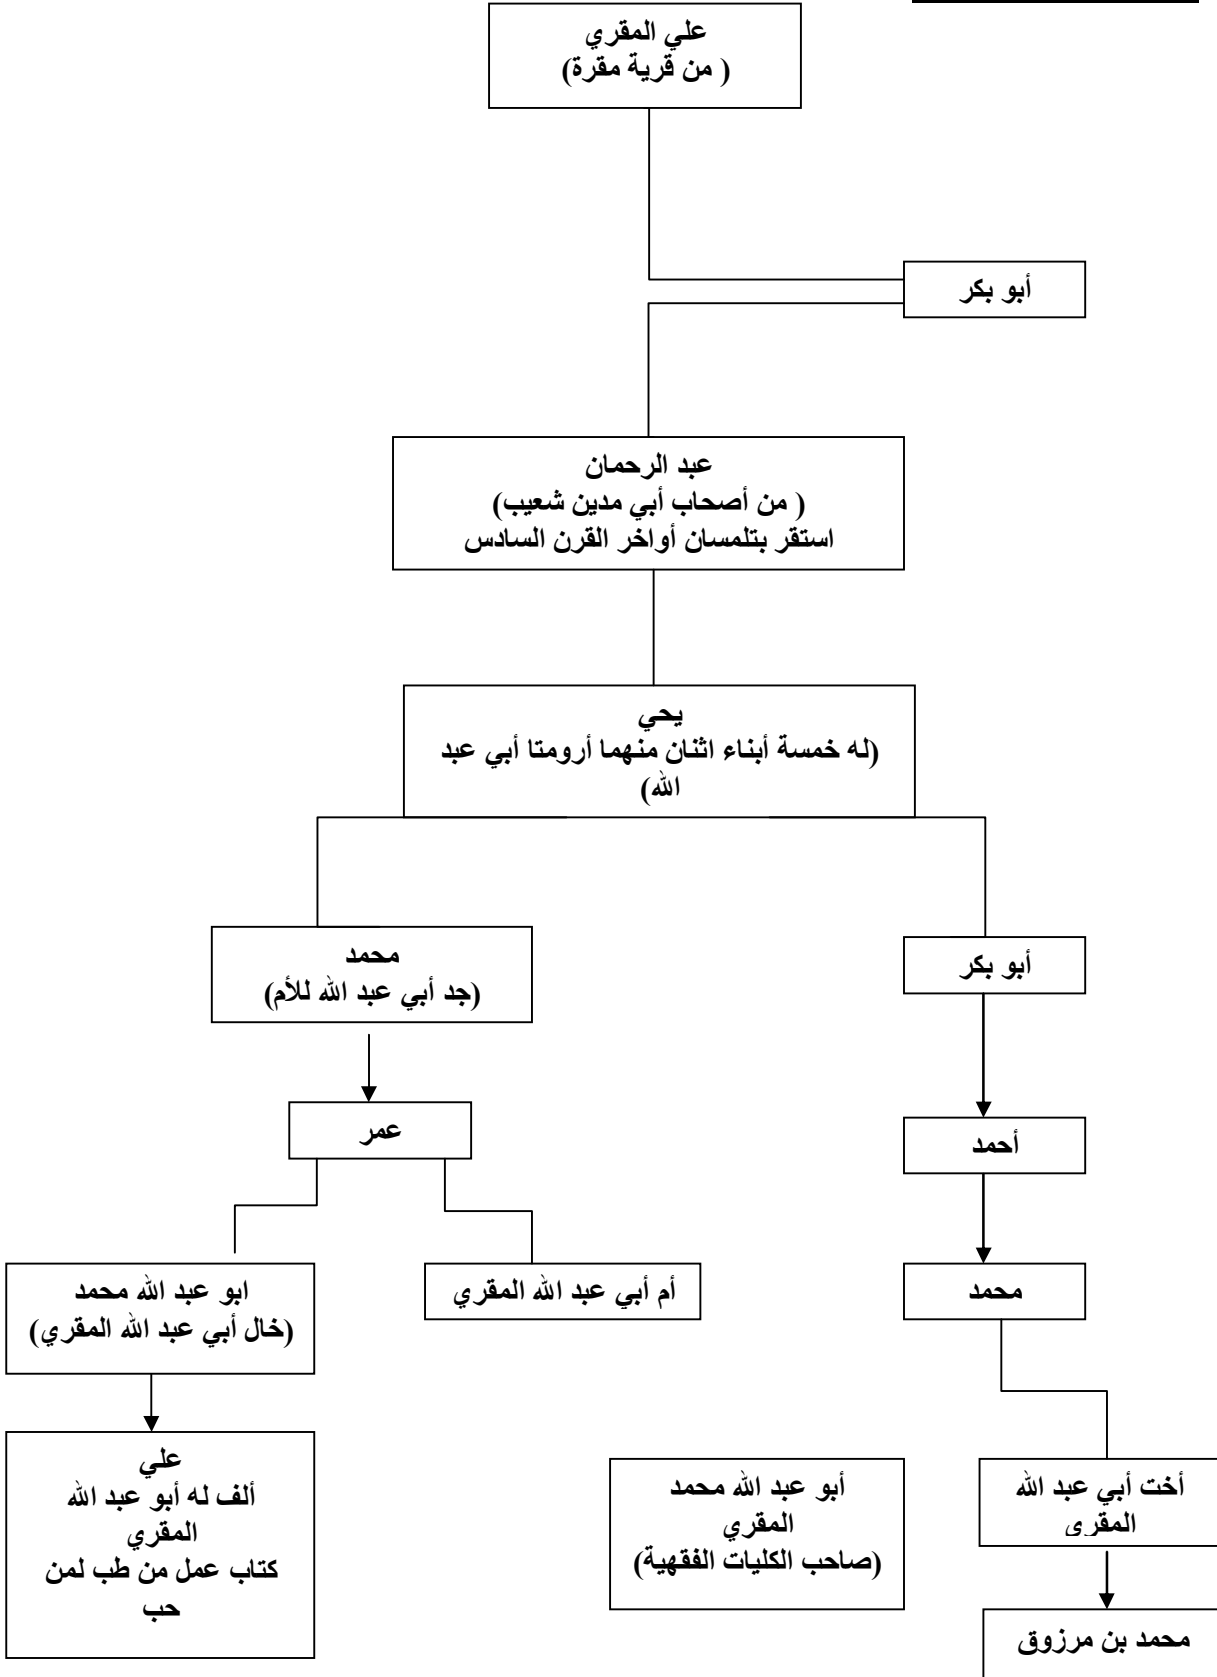 علي المقري
( من قرية مقرة)
أبو بكر
عبد الرحمان
( من أصحاب أبي مدين شعيب)
استقر بتلمسان أواخر القرن السادس
يحي
(له خمسة أبناء اثنان منهما أرومتا أبي عبد
الله)
أبو بكر
محمد
(جد أبي عبد الله للأم)
عمر
أحمد
محمد
أم أبي عبد الله المقري
ابو عبد الله محمد
(خال أبي عبد الله المقري)
أخت أبي عبد الله
المقري
أبو عبد الله محمد
المقري
(صاحب الكليات الفقهية)
علي
ألف له أبو عبد الله
المقري
كتاب عمل من طب لمن
حب
محمد بن مرزوق